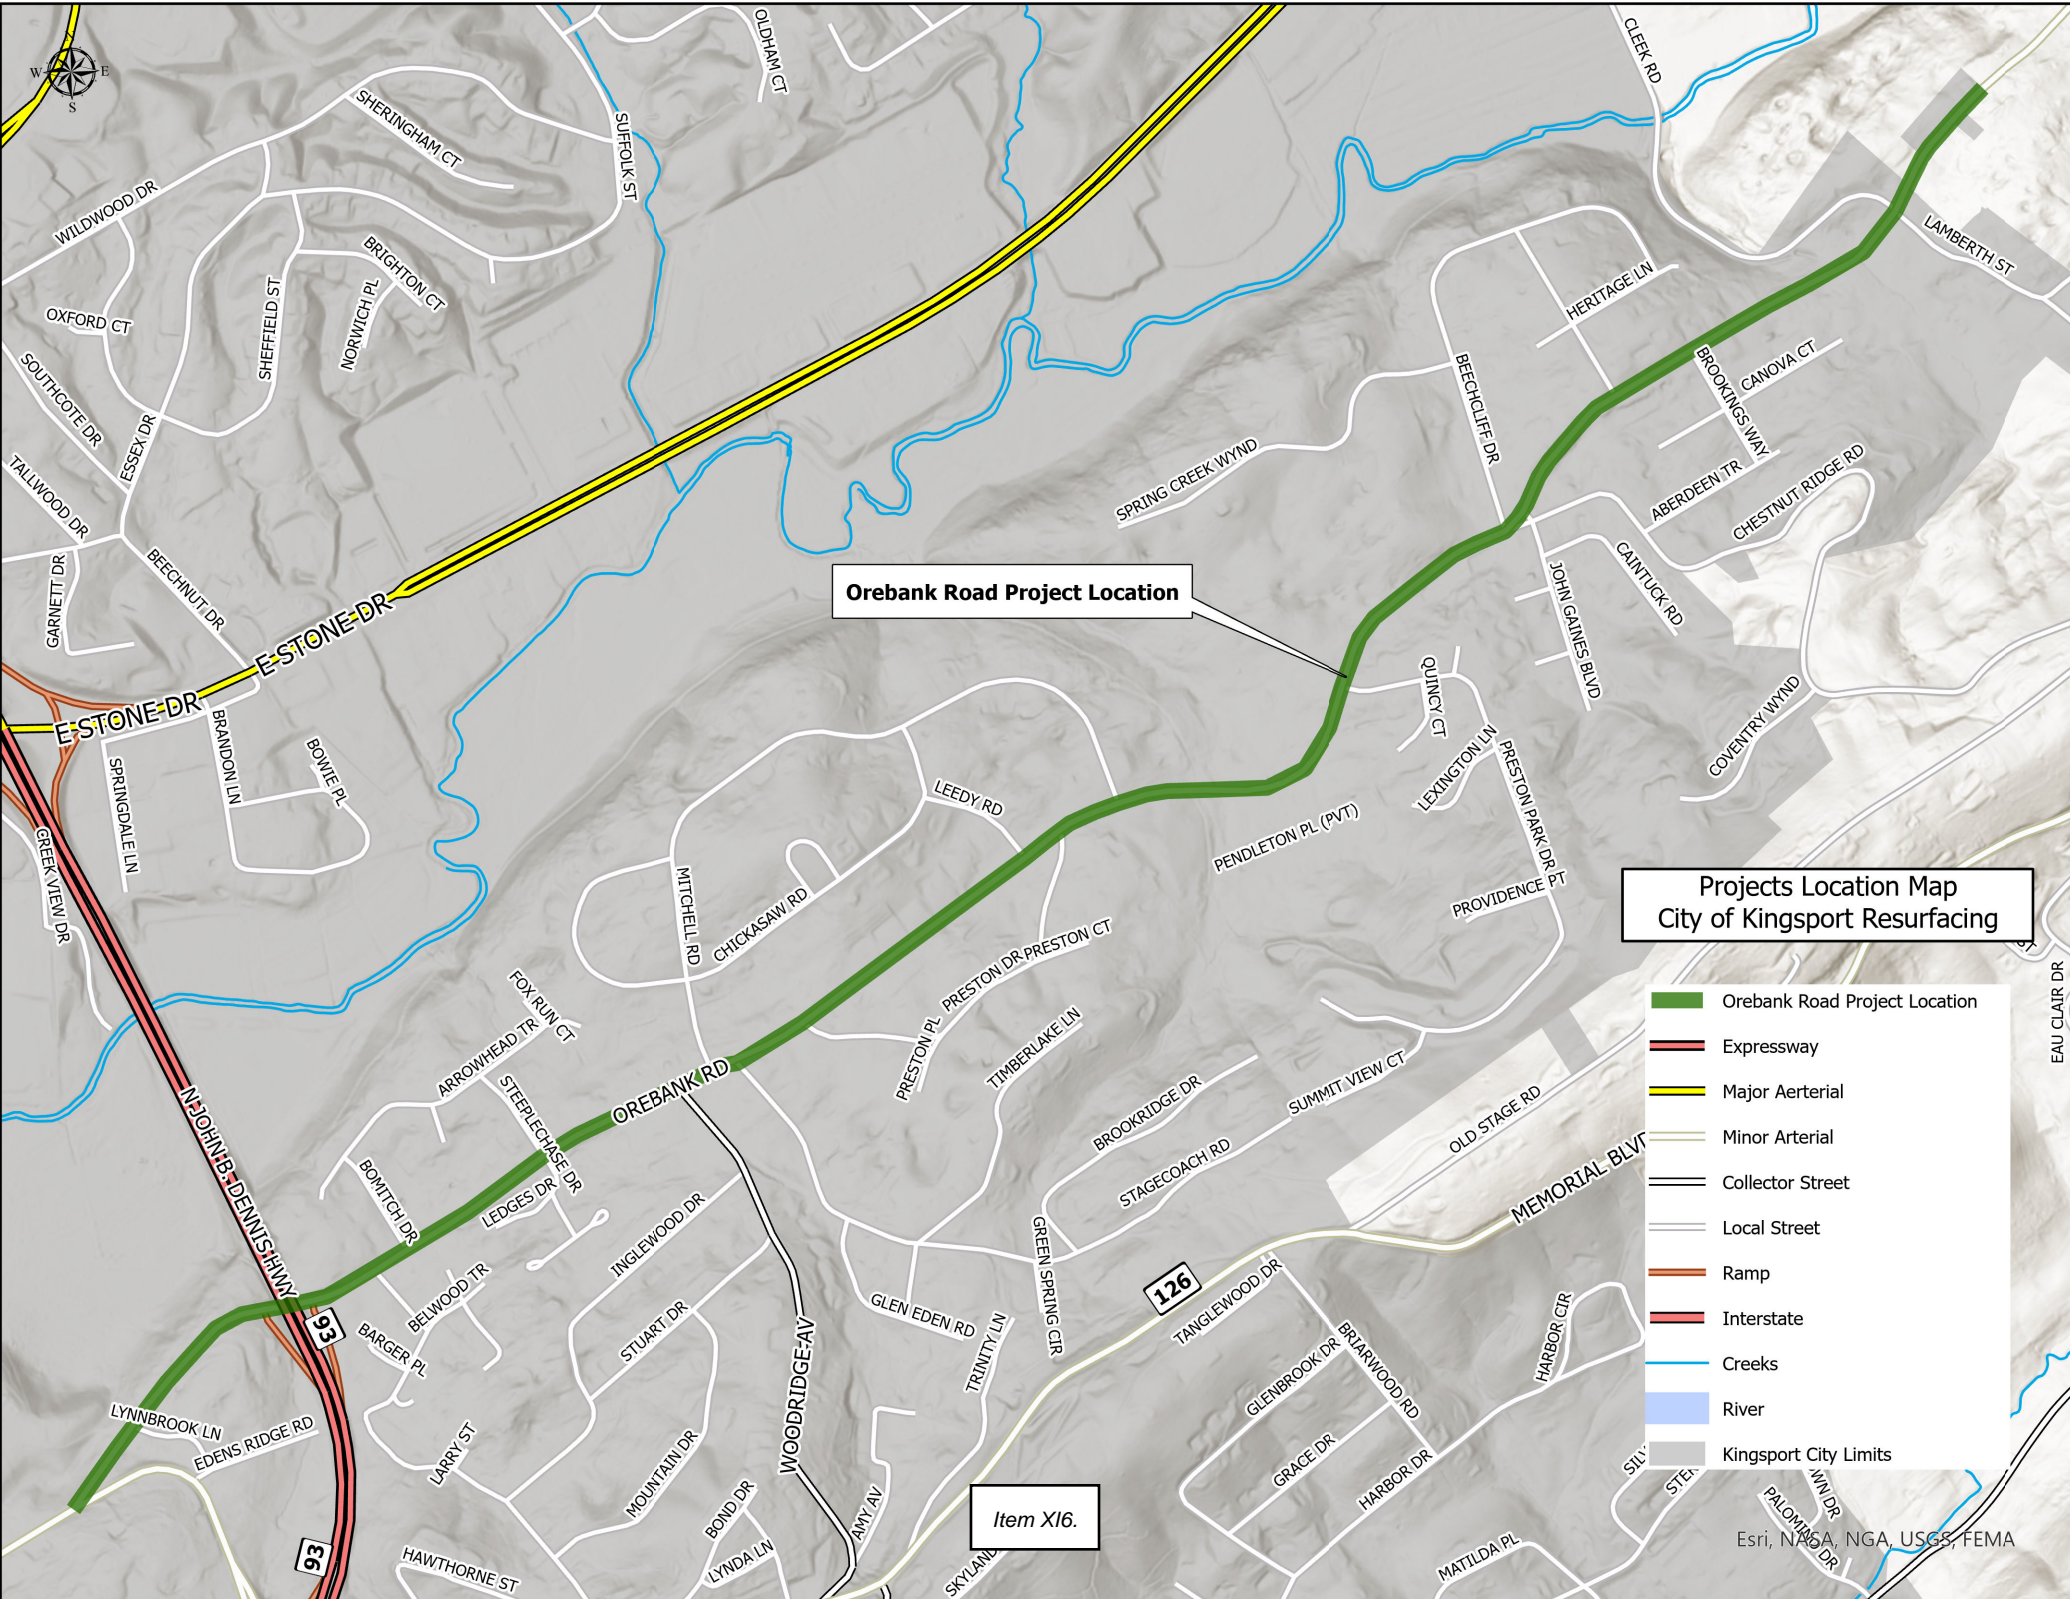 W
E
S
OLDHAM CT
CLEEK RD
SHERINGHAM CT
SUFFOLK ST
WILDWOOD DR
BRIGHTON CT
LAMBERTH ST
OXFORD CT
SHEFFIELD ST
NORWICH PL
HERITAGE LN
SOUTHCOTE DR
BEECHCLIFF DR
BROOKINGS WAY
CANOVA CT
ESSEX DR
TALLWOOD DR
SPRING CREEK WYND
ABERDEEN TR
CHESTNUT RIDGE RD
GARNETT DR
BEECHNUT DR
E STONE DR
Orebank Road Project Location
JOHN GAINES BLVD
CAINTUCK RD
E STONE DR
BRANDON LN
BOWIE PL
SPRINGDALE LN
QUINCY CT
LEXINGTON LN
PRESTON PARK DR
COVENTRY WYND
LEEDY RD
PENDLETON PL (PVT)
CREEK VIEW DR
MITCHELL RD
CHICKASAW RD
PROVIDENCE PT
Projects Location Map
City of Kingsport Resurfacing
ST
EAU CLAIR DR
PRESTON DR
PRESTON CT
FOX RUN CT
ARROWHEAD TR
PRESTON PL
TIMBERLAKE LN
STEEPLECHASE DR
OREBANK RD
BROOKRIDGE DR
SUMMIT VIEW CT
OLD STAGE RD
N JOHN B. DENNIS HWY
BOMITCH DR
LEDGES DR
INGLEWOOD DR
STAGECOACH RD
GREEN SPRING CIR
MEMORIAL BLVD
126
TANGLEWOOD DR
BELWOOD TR
93
BARGER PL
STUART DR
GLEN EDEN RD
TRINITY LN
HARBOR CIR
GLENBROOK DR
BRIARWOOD RD
WOODRIDGE AV
LYNNBROOK LN
EDENS RIDGE RD
LARRY ST
MOUNTAIN DR
GRACE DR
HARBOR DR
BOND DR
AMY AV
93
HAWTHORNE ST
LYNDA LN
SKYLAND
MATILDA PL
PALOMINO DR
Item XI6.
Orebank Road Project Location
Expressway
Major Aerterial
Minor Arterial
Collector Street
Local Street
Ramp
Interstate
Creeks
River
Kingsport City Limits
Esri, NASA, NGA, USGS, FEMA